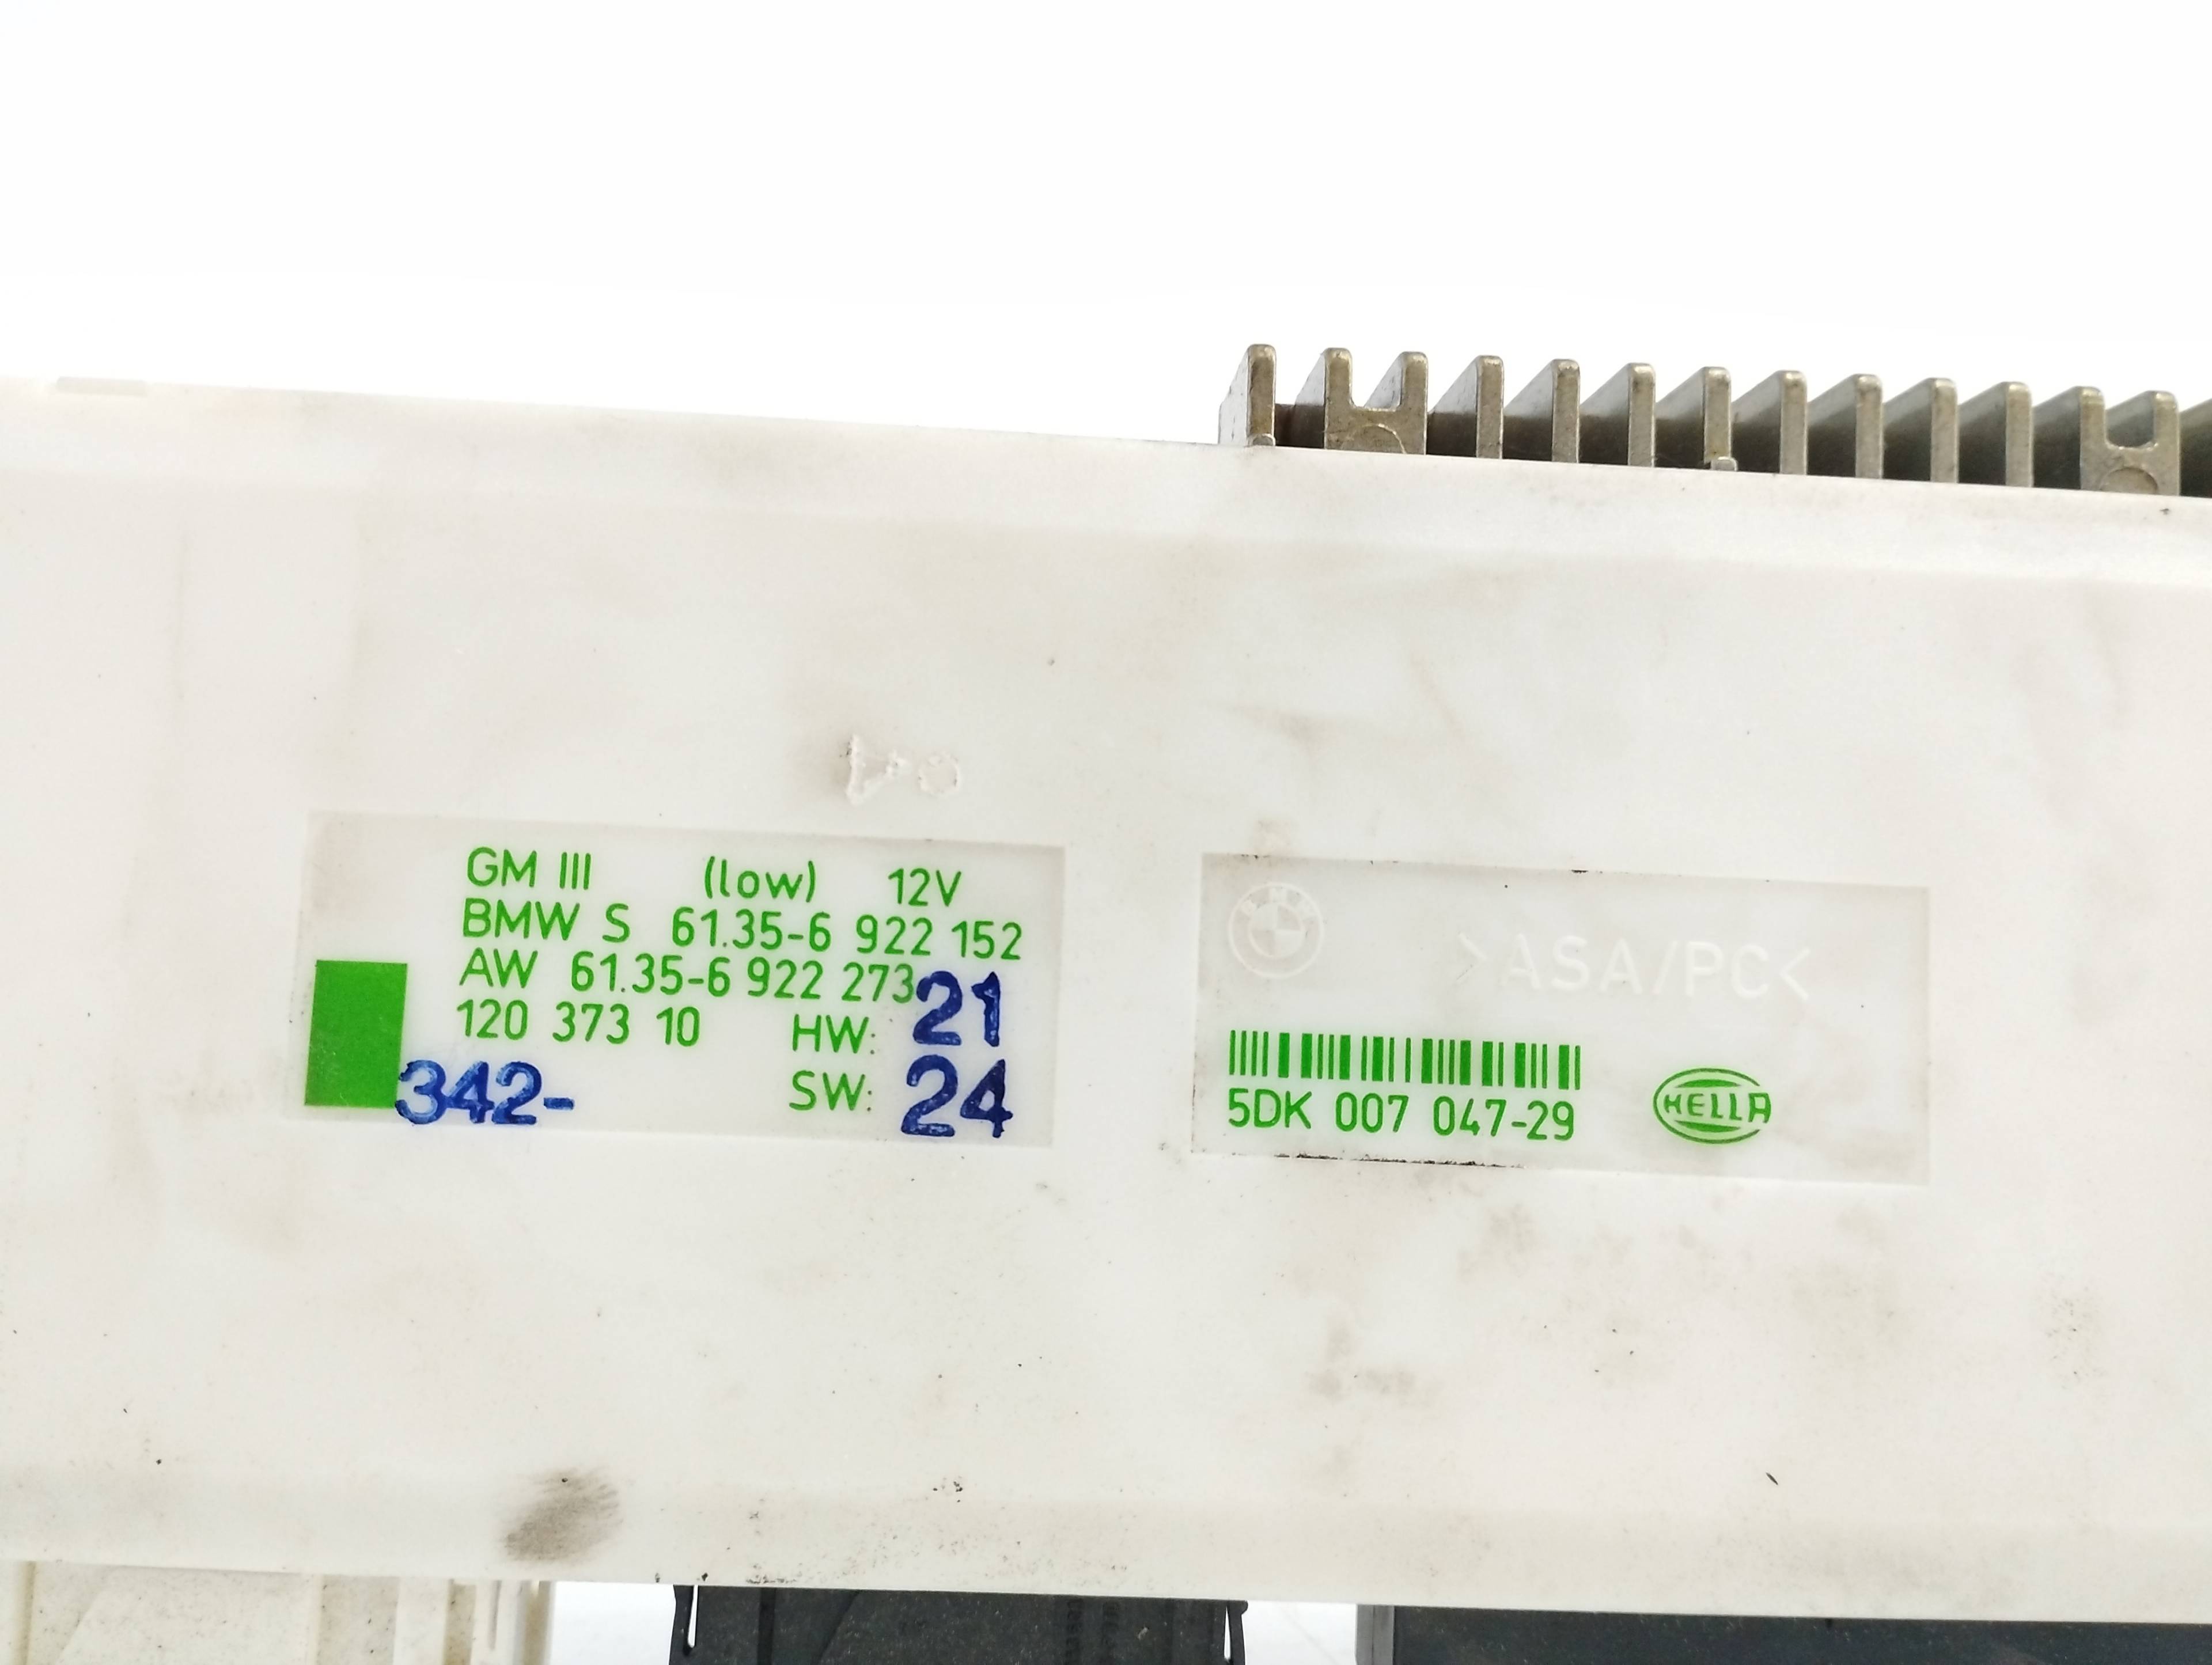 GM III (low) 12V
BMW S 61.35-6 922 152
AW 61.35-6 922 273
120 373 10 HW: 21
342- SW: 24
BMW
>ASA/PC<
5DK 007 047-29
HELLA